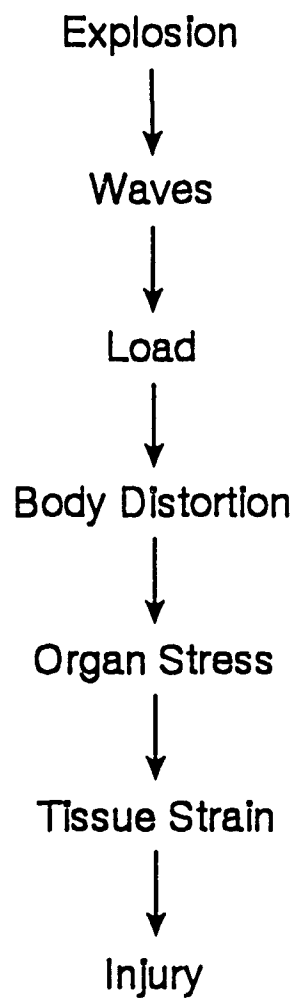 Explosion
Waves
Load
Body Distortion
Organ Stress
Tissue Strain
Injury